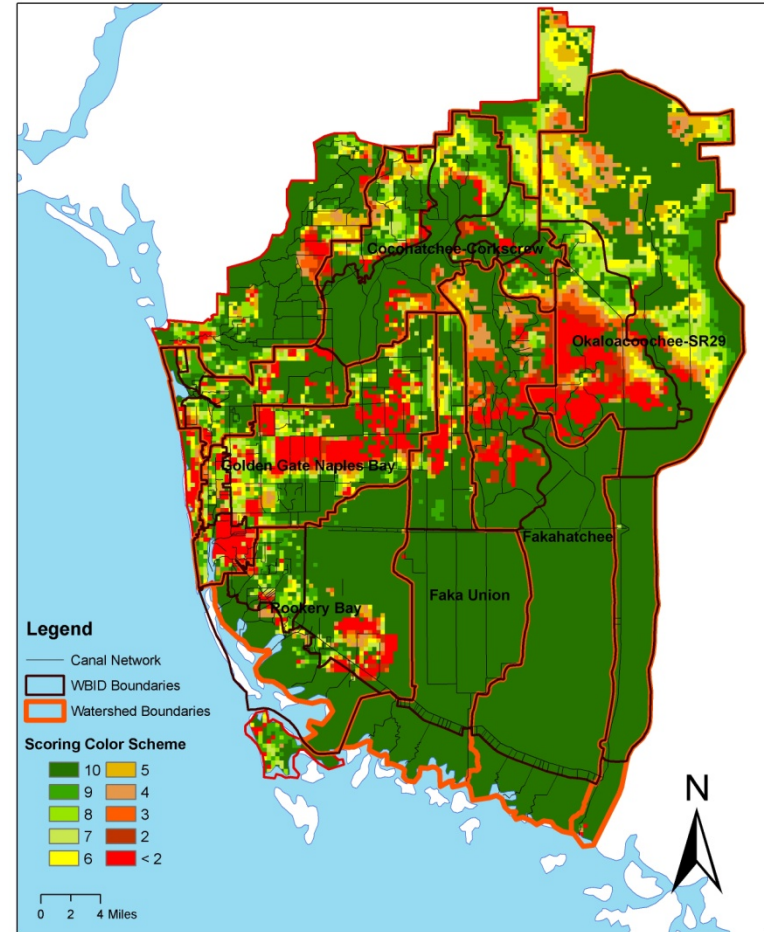 Cocohatchee-Corkscrew
Okaloacoochee-SR29
Golden Gate Naples Bay
Fakahatchee
Faka Union
Rookery Bay
Legend
Canal Network
WBID Boundaries
Watershed Boundaries
Scoring Color Scheme
10 5
9 4
8 3
7 2
6 < 2
0 2 4 Miles
N